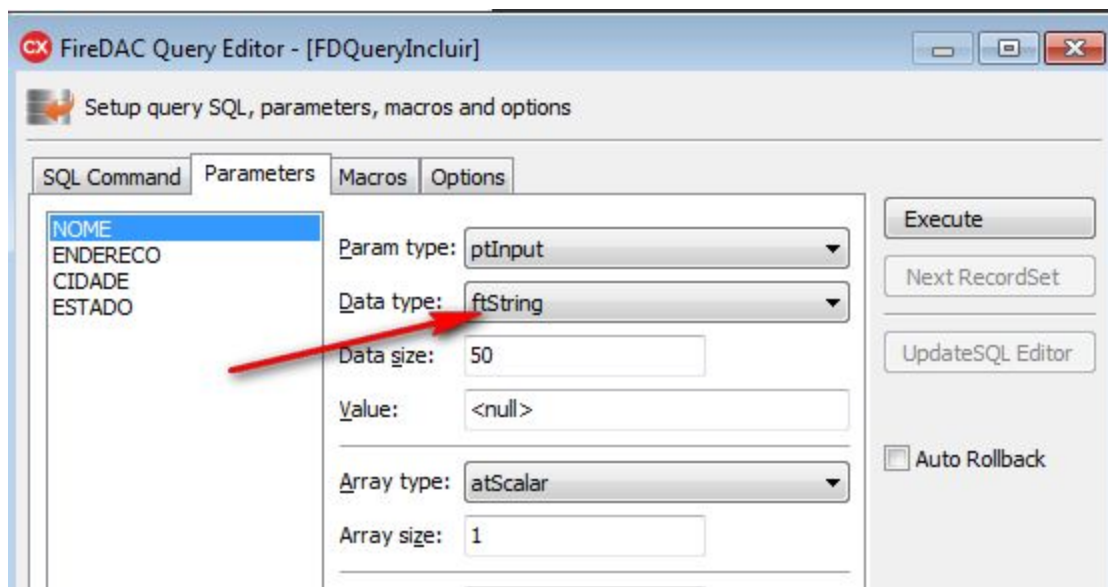 CX FireDAC Query Editor - [FDQueryIncluir]
Setup query SQL, parameters, macros and options
SQL Command Parameters Macros Options
NOME
ENDERECO
CIDADE
ESTADO
Param type: ptInput
Data type: ftString
Data size: 50
Value: <null>
Array type: atScalar
Array size: 1
Execute
Next RecordSet
UpdateSQL Editor
Auto Rollback